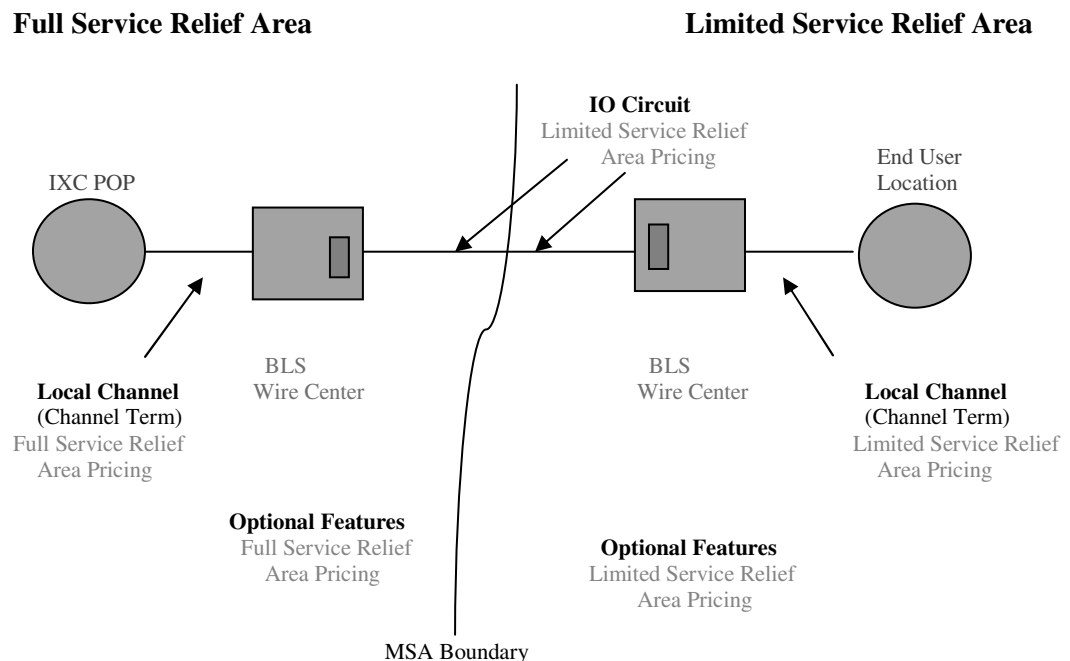 Full Service Relief Area
Limited Service Relief Area
IO Circuit
Limited Service Relief
Area Pricing
IXC POP
End User
Location
BLS
Wire Center
BLS
Wire Center
Local Channel
(Channel Term)
Full Service Relief
Area Pricing
Local Channel
(Channel Term)
Limited Service Relief
Area Pricing
Optional Features
Full Service Relief
Area Pricing
Optional Features
Limited Service Relief
Area Pricing
MSA Boundary